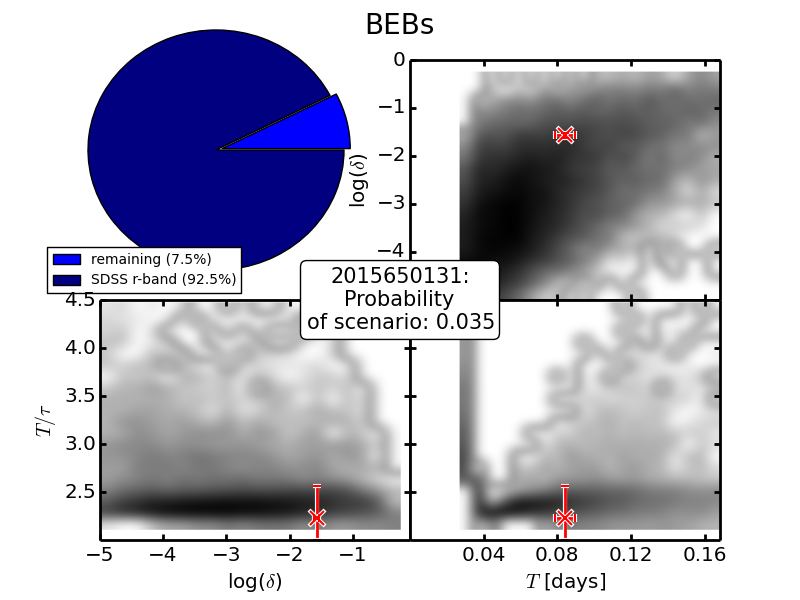 BEBs
remaining (7.5%)
SDSS r-band (92.5%)
0
−1
−2
−3
−4
log(δ)
2015650131:
Probability
of scenario: 0.035
4.5
4.0
3.5
3.0
2.5
T/τ
−5 −4 −3 −2 −1
log(δ)
0.04 0.08 0.12 0.16
T [days]